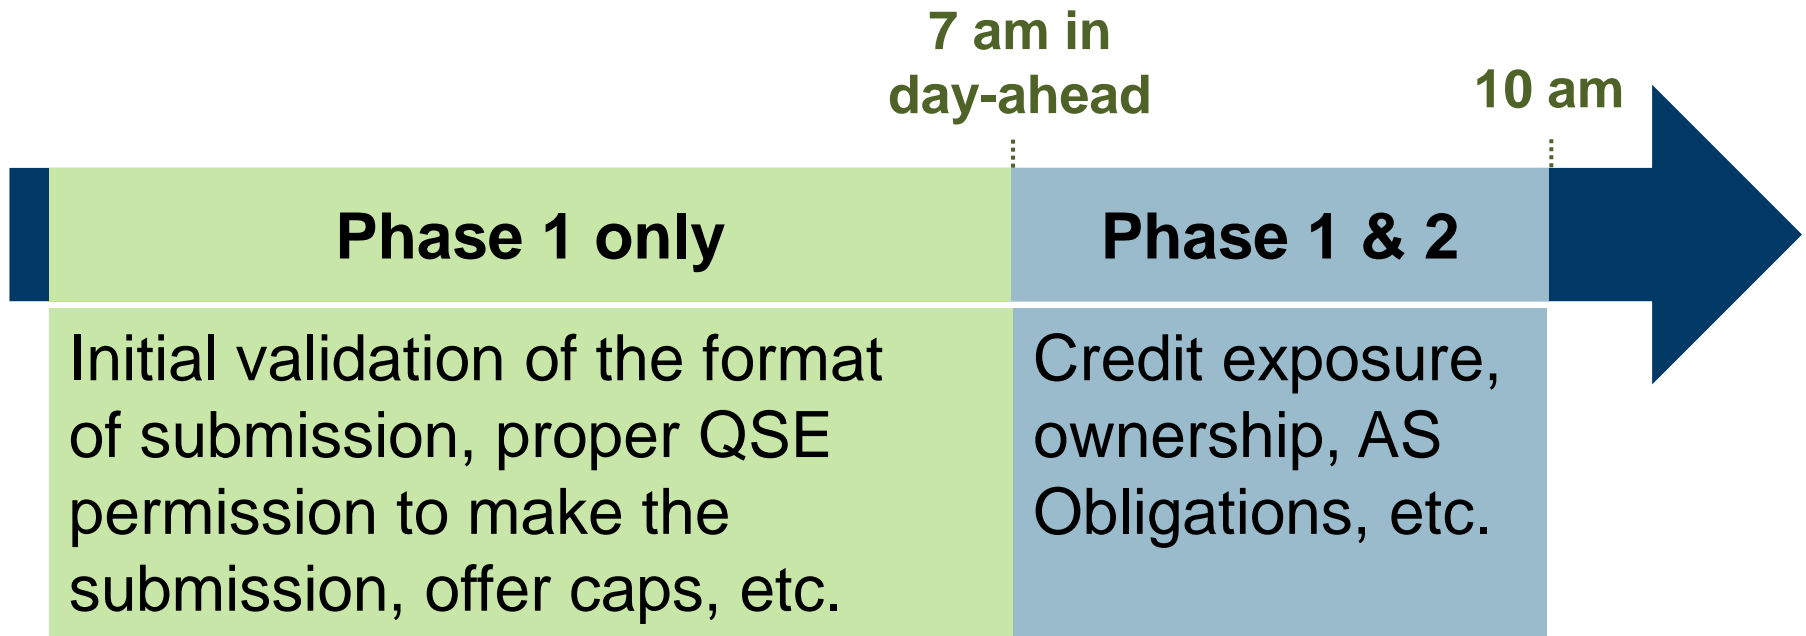 7 am in
day-ahead
10 am
Phase 1 only
Phase 1 & 2
Initial validation of the format
of submission, proper QSE
permission to make the
submission, offer caps, etc.
Credit exposure,
ownership, AS
Obligations, etc.